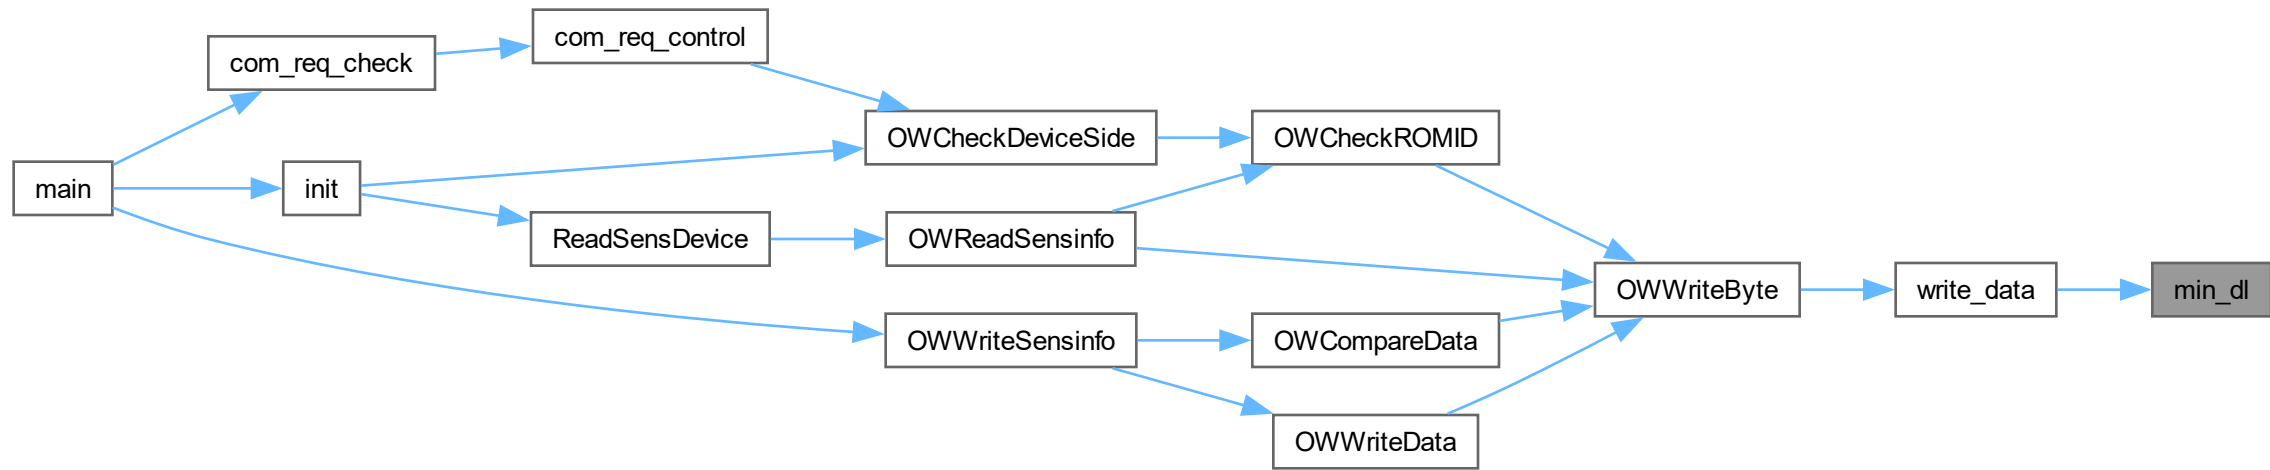 com_req_control
com_req_check
OWCheckDeviceSide
OWCheckROMID
main
init
ReadSensDevice
OWReadSensinfo
OWWriteByte
write_data
min_dl
OWWriteSensinfo
OWCompareData
OWWriteData